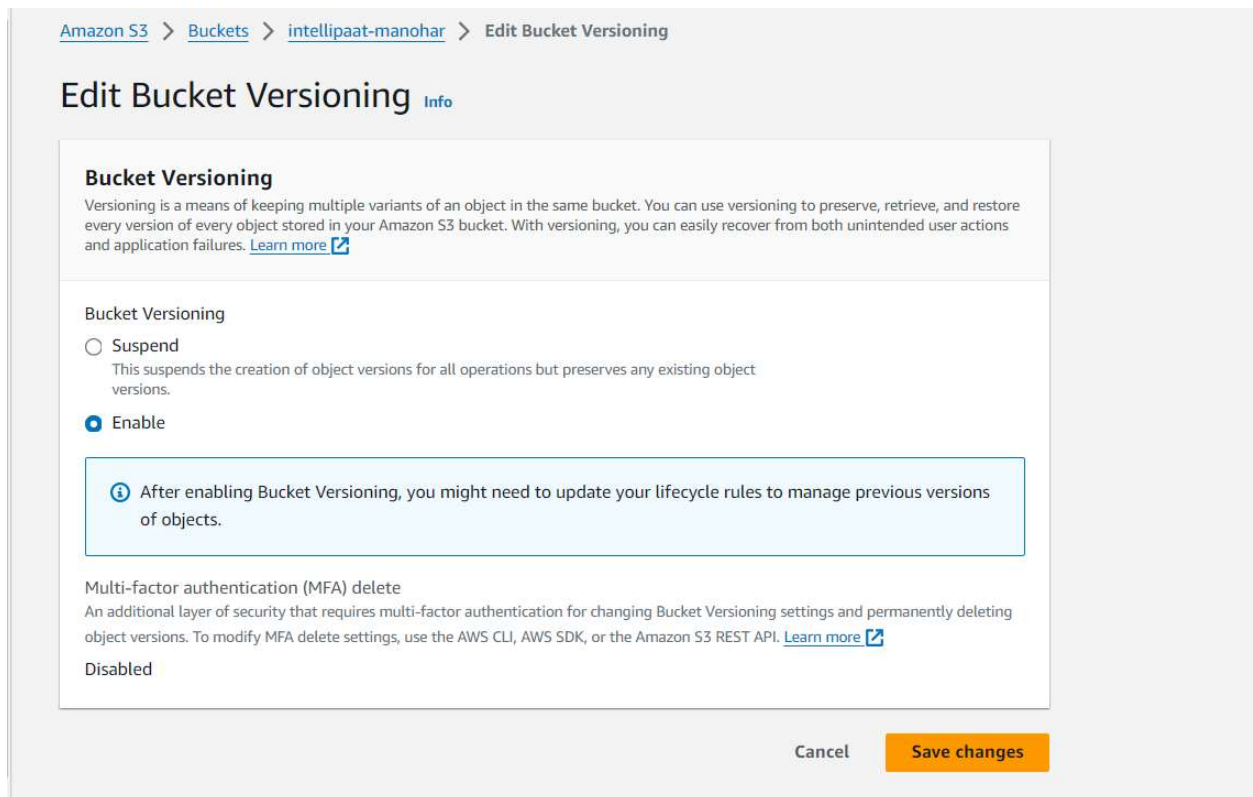 Amazon S3 > Buckets > intellipaat-manohar > Edit Bucket Versioning
Edit Bucket Versioning Info
Bucket Versioning
Versioning is a means of keeping multiple variants of an object in the same bucket. You can use versioning to preserve, retrieve, and restore
every version of every object stored in your Amazon S3 bucket. With versioning, you can easily recover from both unintended user actions
and application failures. Learn more
Bucket Versioning
Suspend
This suspends the creation of object versions for all operations but preserves any existing object
versions.
Enable
After enabling Bucket Versioning, you might need to update your lifecycle rules to manage previous versions
of objects.
Multi-factor authentication (MFA) delete
An additional layer of security that requires multi-factor authentication for changing Bucket Versioning settings and permanently deleting
object versions. To modify MFA delete settings, use the AWS CLI, AWS SDK, or the Amazon S3 REST API. Learn more
Disabled
Cancel Save changes